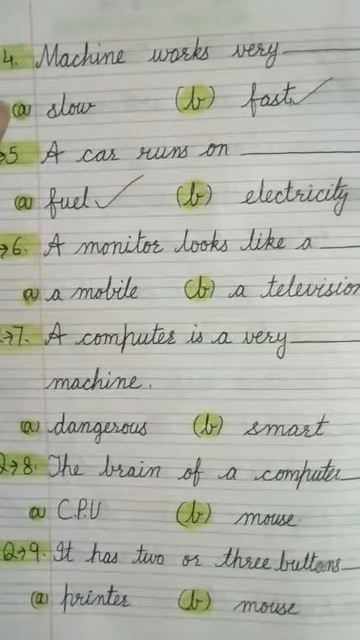 4. Machine works very
(a) slow (b) fast
→5 A car runs on
(a) fuel (b) electricity
→6. A monitor looks like a
(a) a mobile (b) a television
→7. A computer is a very
machine.
(a) dangerous (b) smart
Q→8. The brain of a computer
(a) C.P.U (b) mouse
Q→9. It has two or three buttons
(a) printer (b) mouse